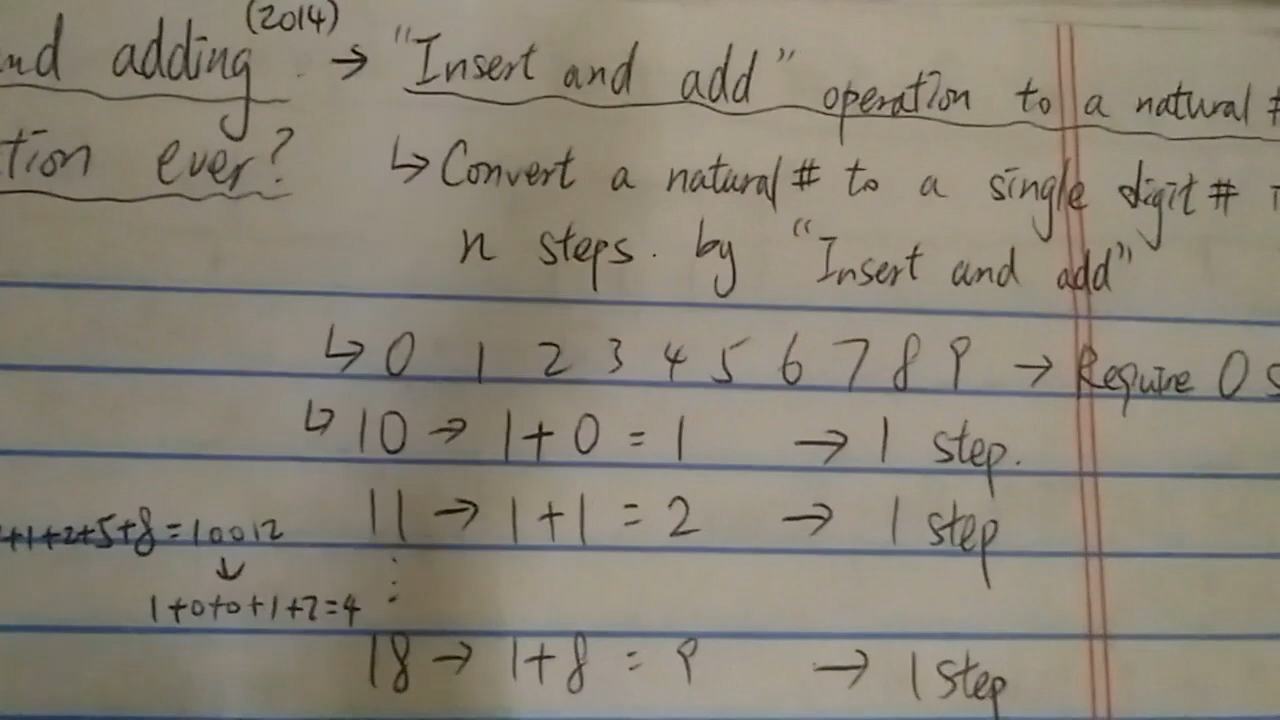 nd adding (2014) → "Insert and add" operation to a natural #
tion ever? ↳ Convert a natural # to a single digit #
n steps. by "Insert and add"
↳ 0 1 2 3 4 5 6 7 8 9 → Require 0 S
↳ 10 → 1+0 = 1 → 1 step.
11 → 1+1 = 2 → 1 step
+1+2+5+8=10012
↓
1+0+0+1+2=4
⋮
18 → 1+8 = 9 → 1 step